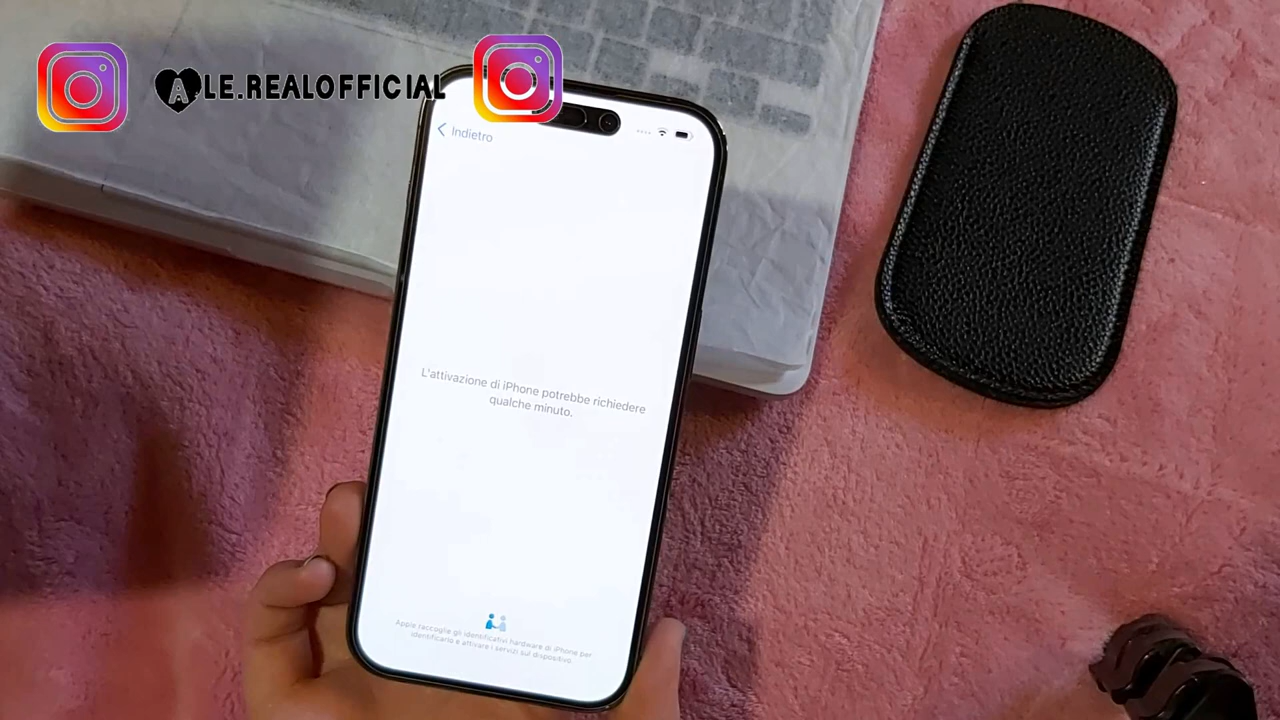 ALE.REALOFFICIAL
Indietro
L'attivazione di iPhone potrebbe richiedere
qualche minuto.
Apple raccoglie gli identificativi hardware di iPhone per
identificarlo e attivare i servizi sul dispositivo.